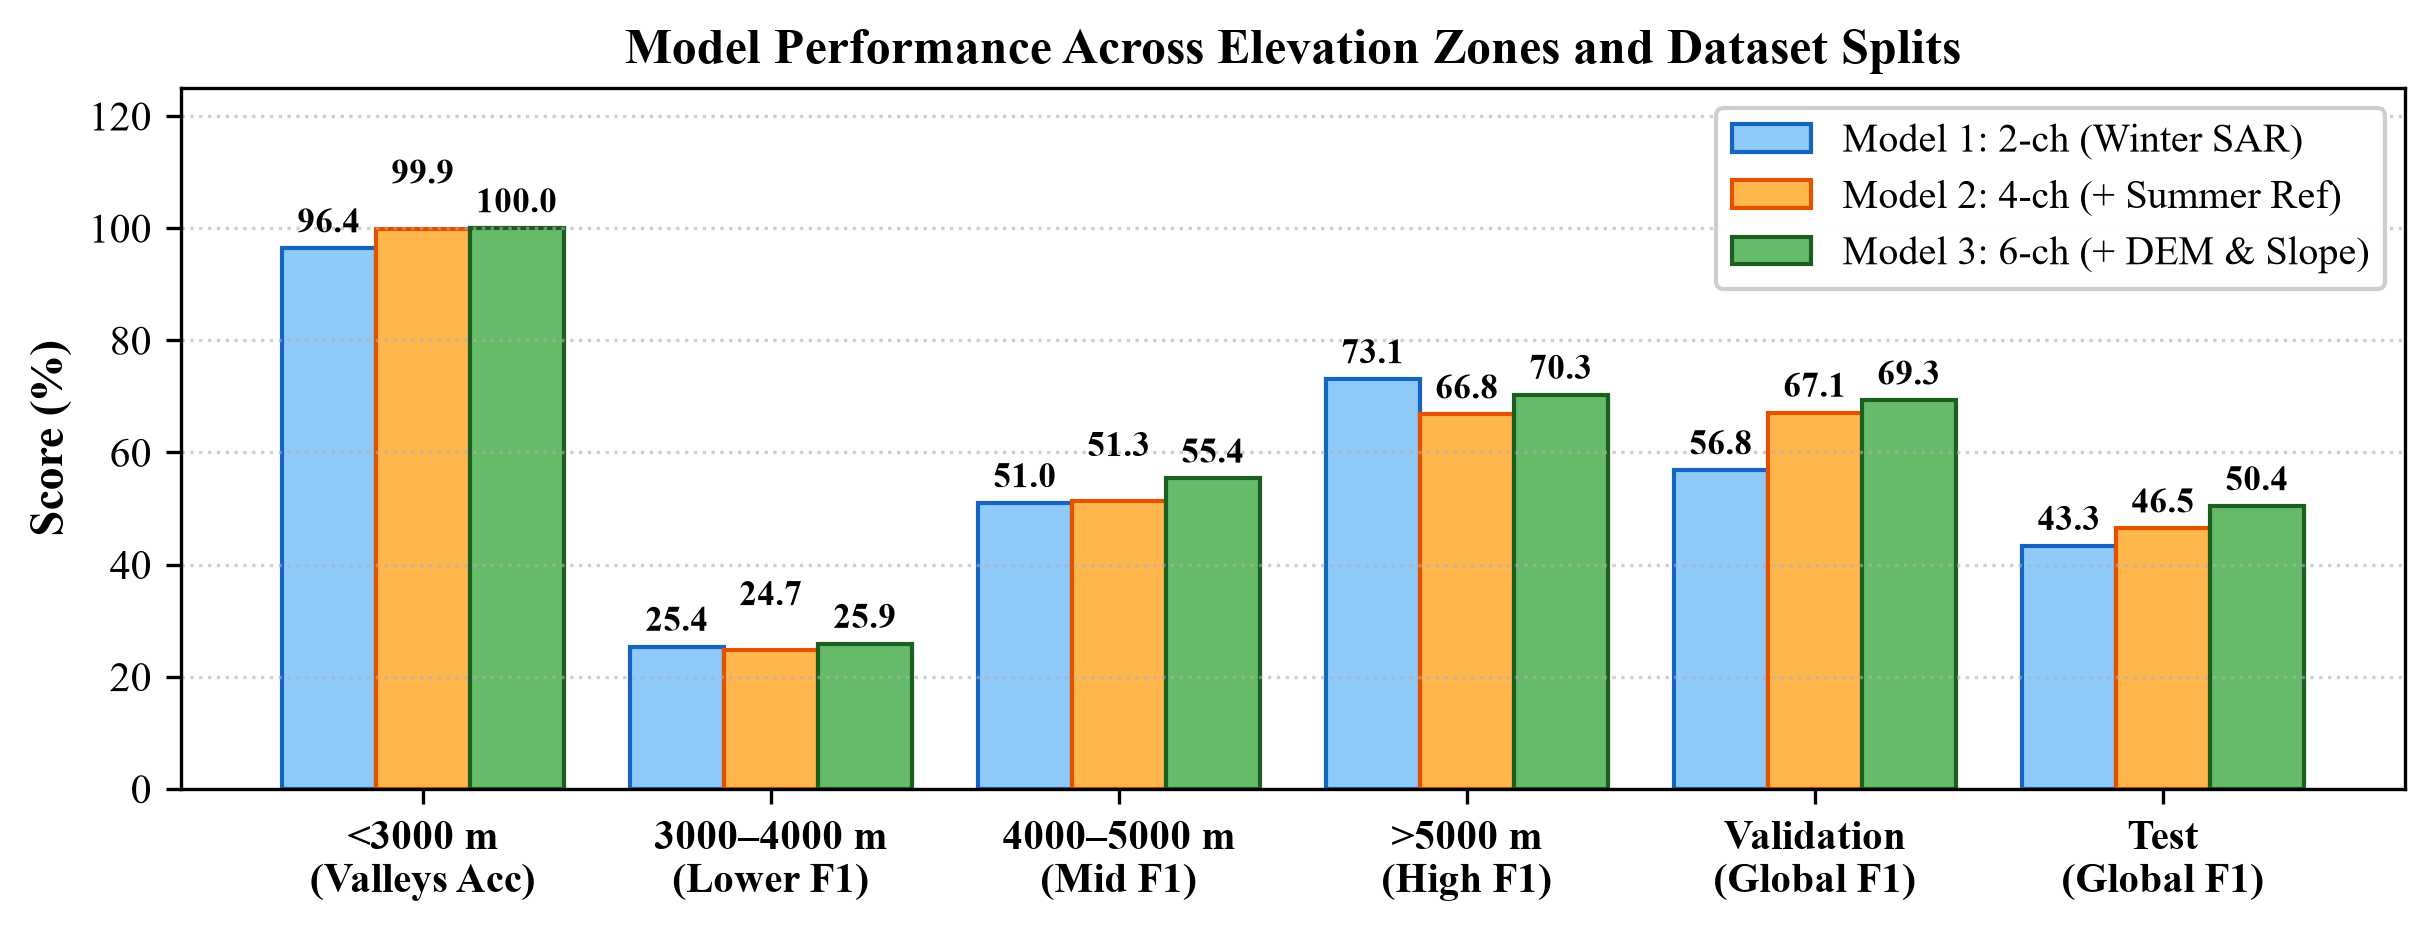 Model Performance Across Elevation Zones and Dataset Splits
Score (%)
120
100
80
60
40
20
0
Model 1: 2-ch (Winter SAR)
Model 2: 4-ch (+ Summer Ref)
Model 3: 6-ch (+ DEM & Slope)
96.4 99.9 100.0
25.4 24.7 25.9
51.0 51.3 55.4
73.1 66.8 70.3
56.8 67.1 69.3
43.3 46.5 50.4
<3000 m
(Valleys Acc)
3000–4000 m
(Lower F1)
4000–5000 m
(Mid F1)
>5000 m
(High F1)
Validation
(Global F1)
Test
(Global F1)